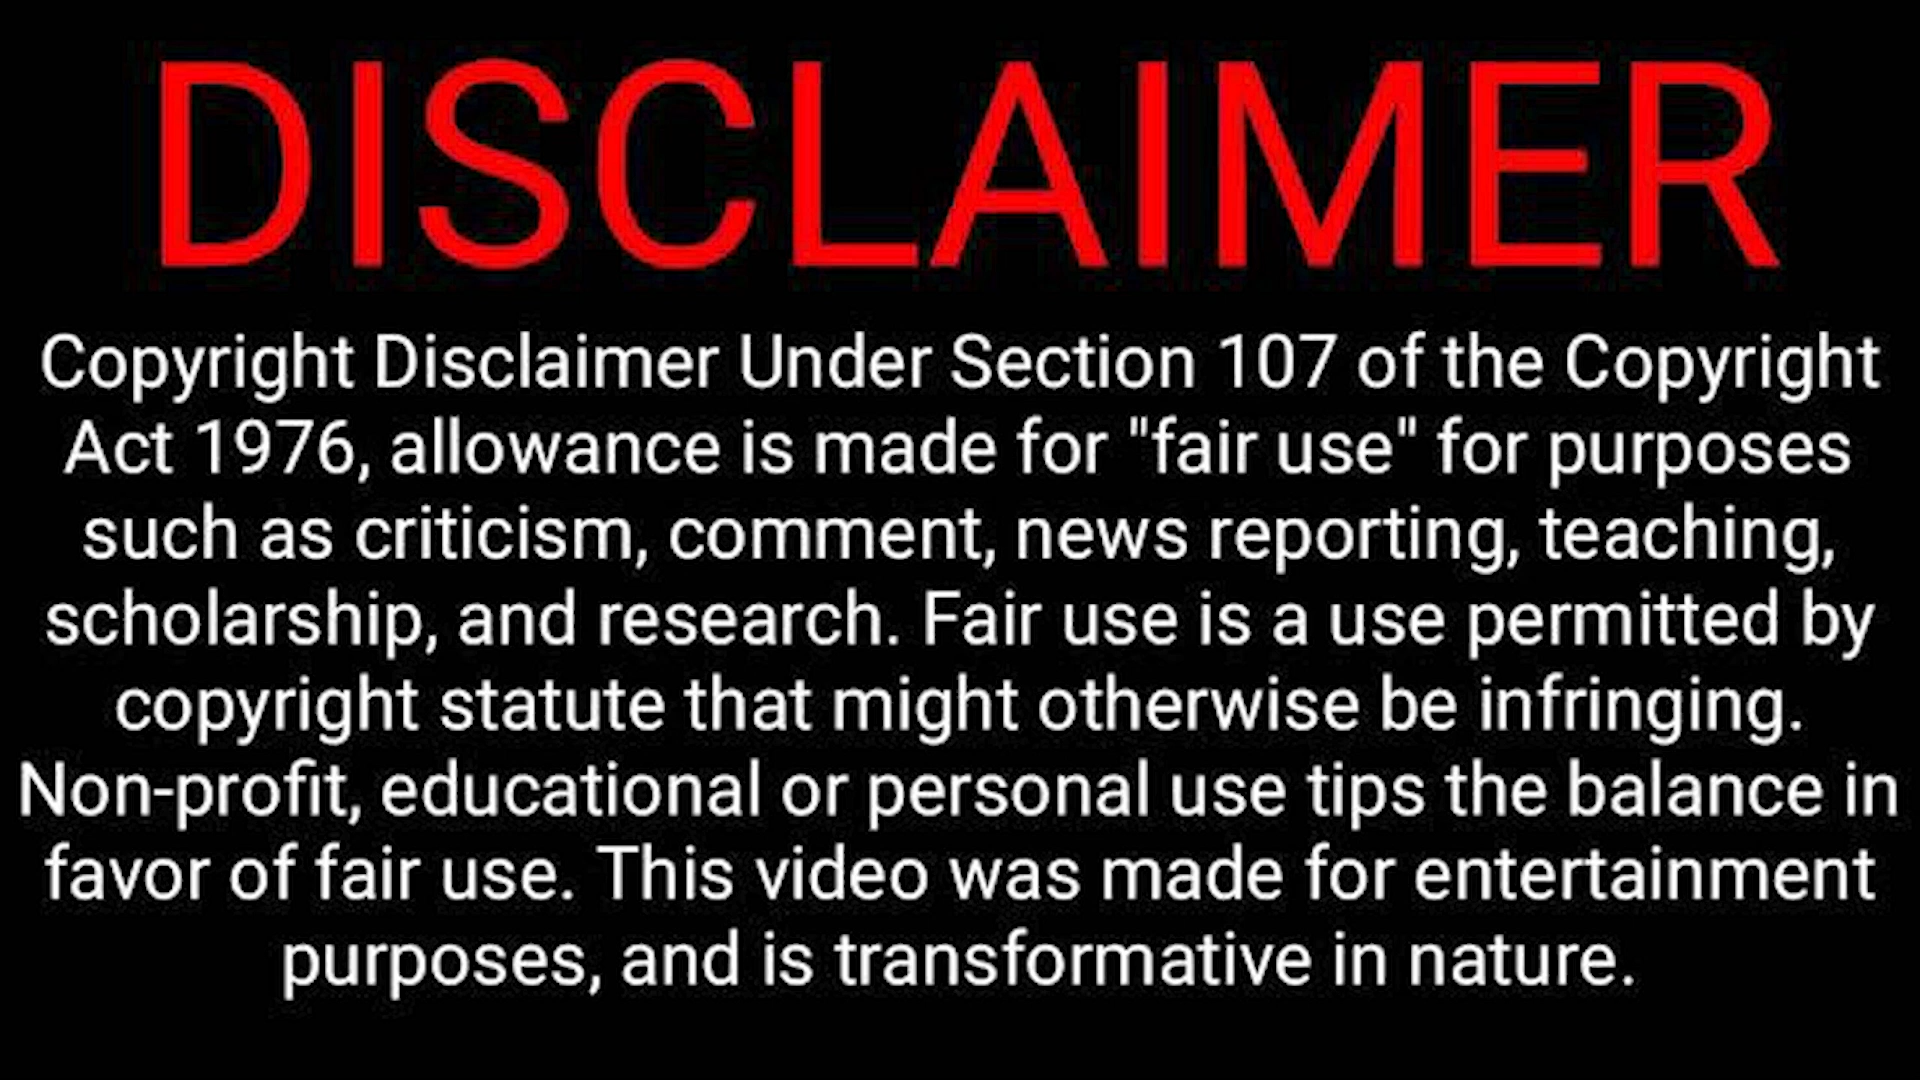 DISCLAIMER
Copyright Disclaimer Under Section 107 of the Copyright
Act 1976, allowance is made for "fair use" for purposes
such as criticism, comment, news reporting, teaching,
scholarship, and research. Fair use is a use permitted by
copyright statute that might otherwise be infringing.
Non-profit, educational or personal use tips the balance in
favor of fair use. This video was made for entertainment
purposes, and is transformative in nature.